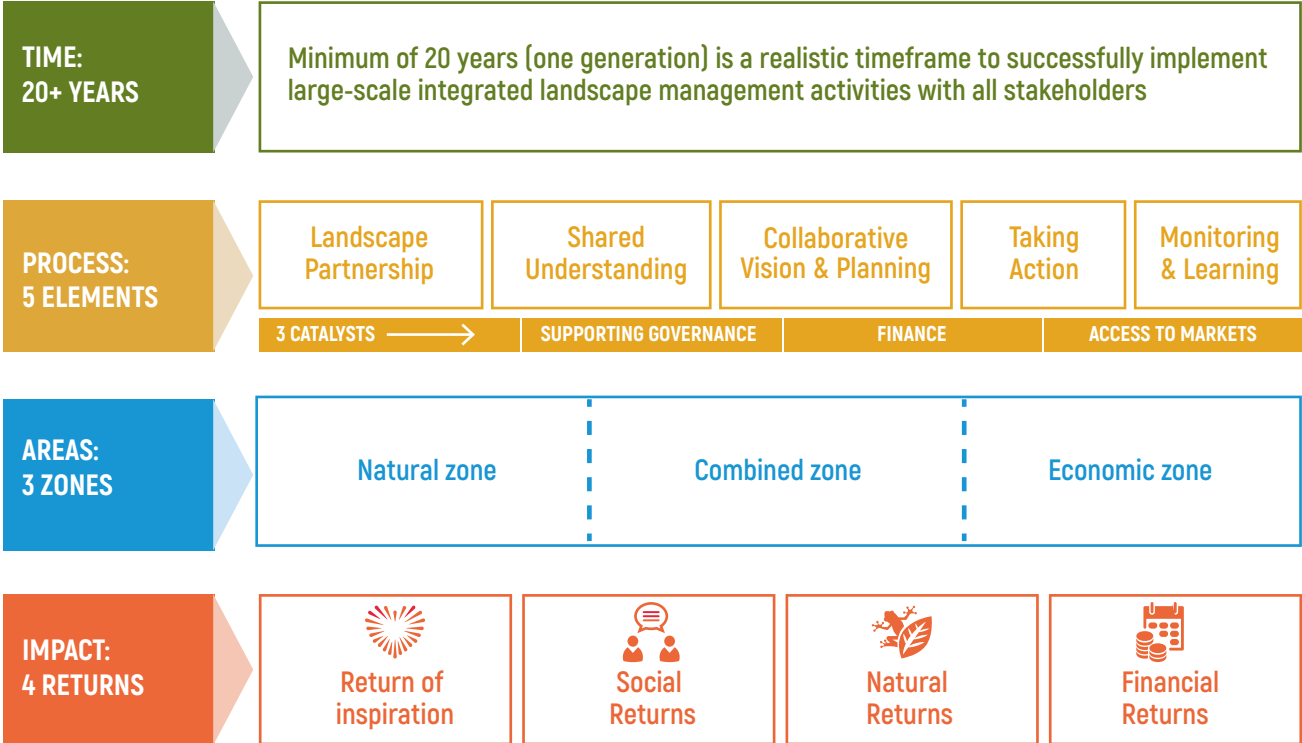 TIME:
20+ YEARS
Minimum of 20 years (one generation) is a realistic timeframe to successfully implement
large-scale integrated landscape management activities with all stakeholders
PROCESS:
5 ELEMENTS
Landscape
Partnership
Shared
Understanding
Collaborative
Vision & Planning
Taking
Action
Monitoring
& Learning
3 CATALYSTS
SUPPORTING GOVERNANCE
FINANCE
ACCESS TO MARKETS
AREAS:
3 ZONES
Natural zone
Combined zone
Economic zone
IMPACT:
4 RETURNS
Return of
inspiration
Social
Returns
Natural
Returns
Financial
Returns